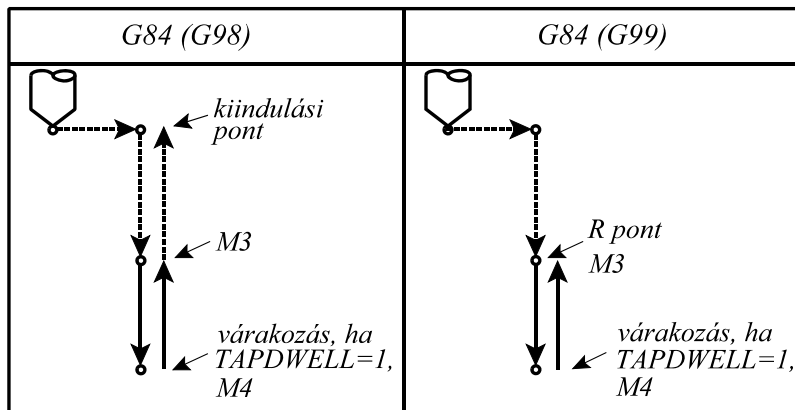 G84 (G98)
G84 (G99)
kiindulási
pont
M3
várakozás, ha
TAPDWELL=1,
M4
R pont
M3
várakozás, ha
TAPDWELL=1,
M4